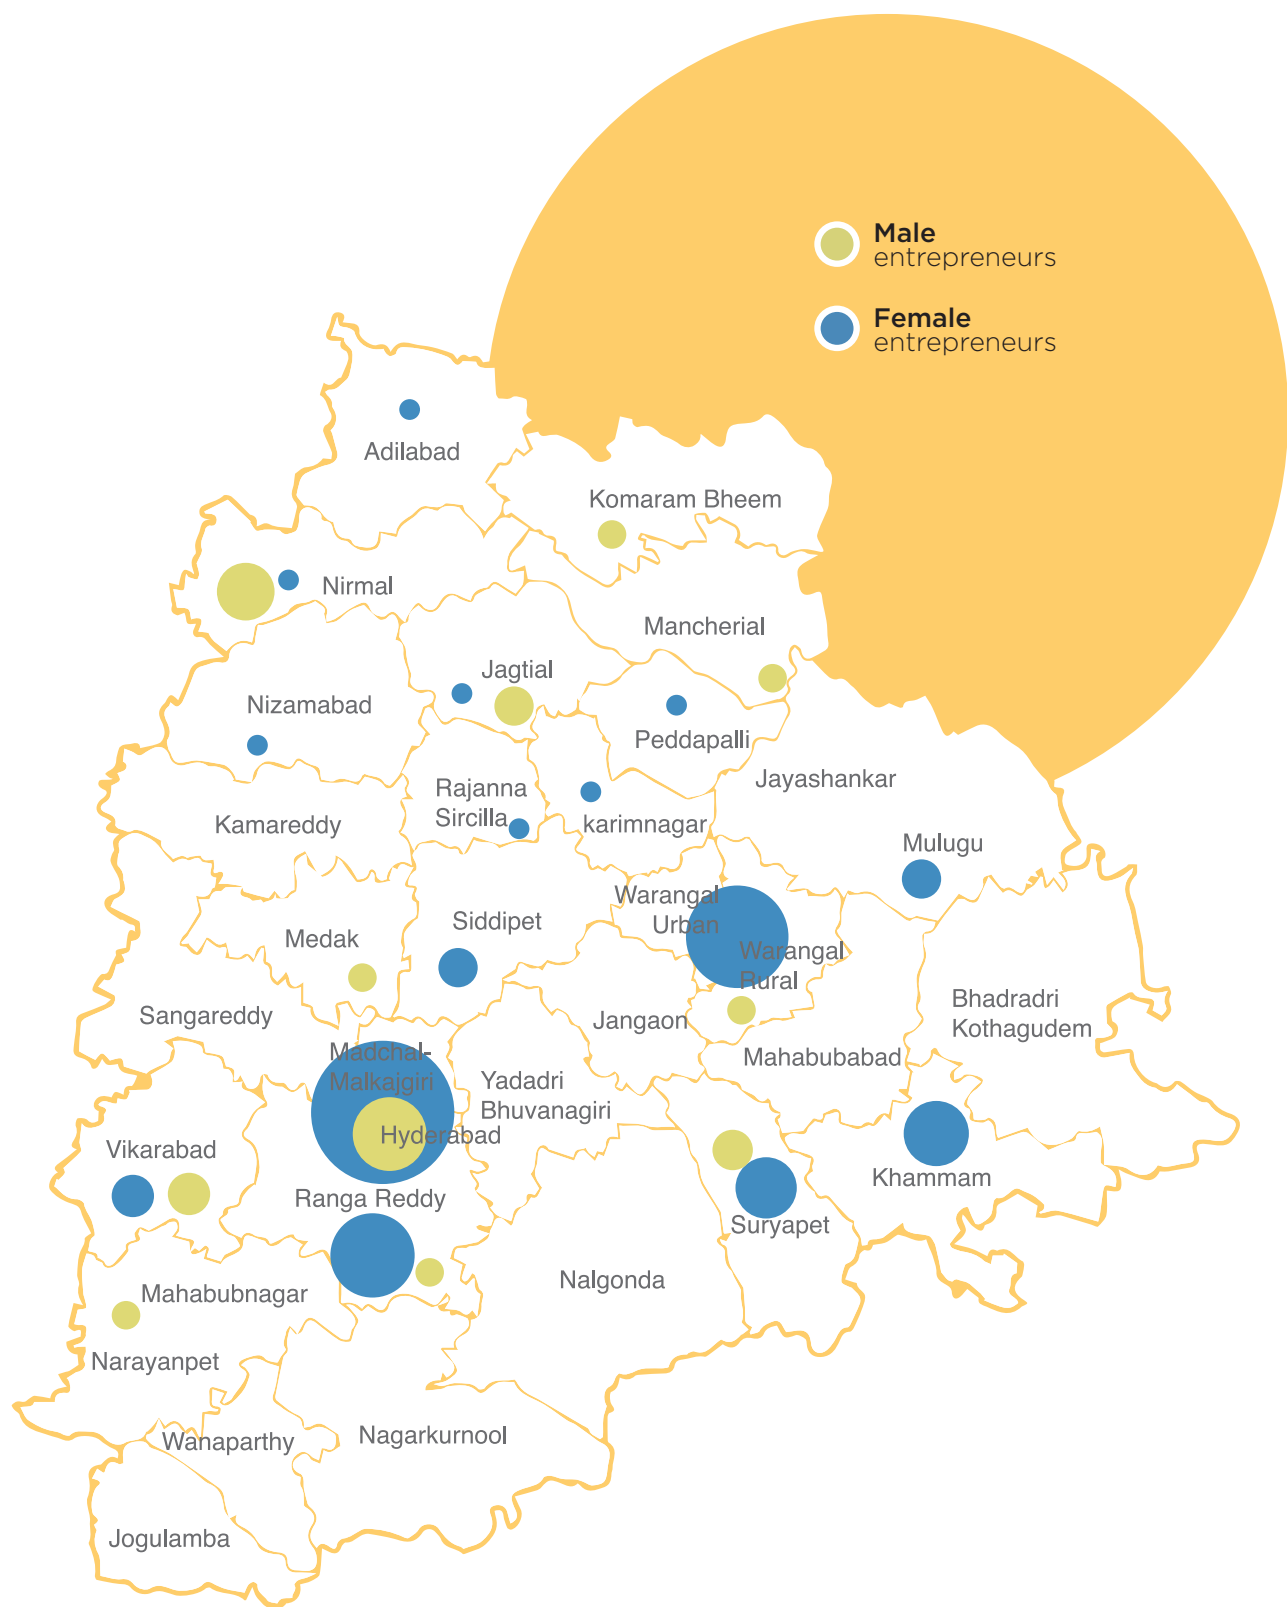 Male
entrepreneurs
Female
entrepreneurs
Adilabad
Komaram Bheem
Nirmal
Mancherial
Jagtial
Nizamabad
Peddapalli
Jayashankar
Rajanna
Sircilla
Kamareddy
karimnagar
Mulugu
Warangal
Urban
Siddipet
Medak
Warangal
Rural
Bhadradri
Kothagudem
Sangareddy
Jangaon
Mahabubabad
Madchal-
Malkajgiri
Yadadri
Bhuvanagiri
Hyderabad
Vikarabad
Khammam
Ranga Reddy
Suryapet
Nalgonda
Mahabubnagar
Narayanpet
Wanaparthy
Nagarkurnool
Jogulamba